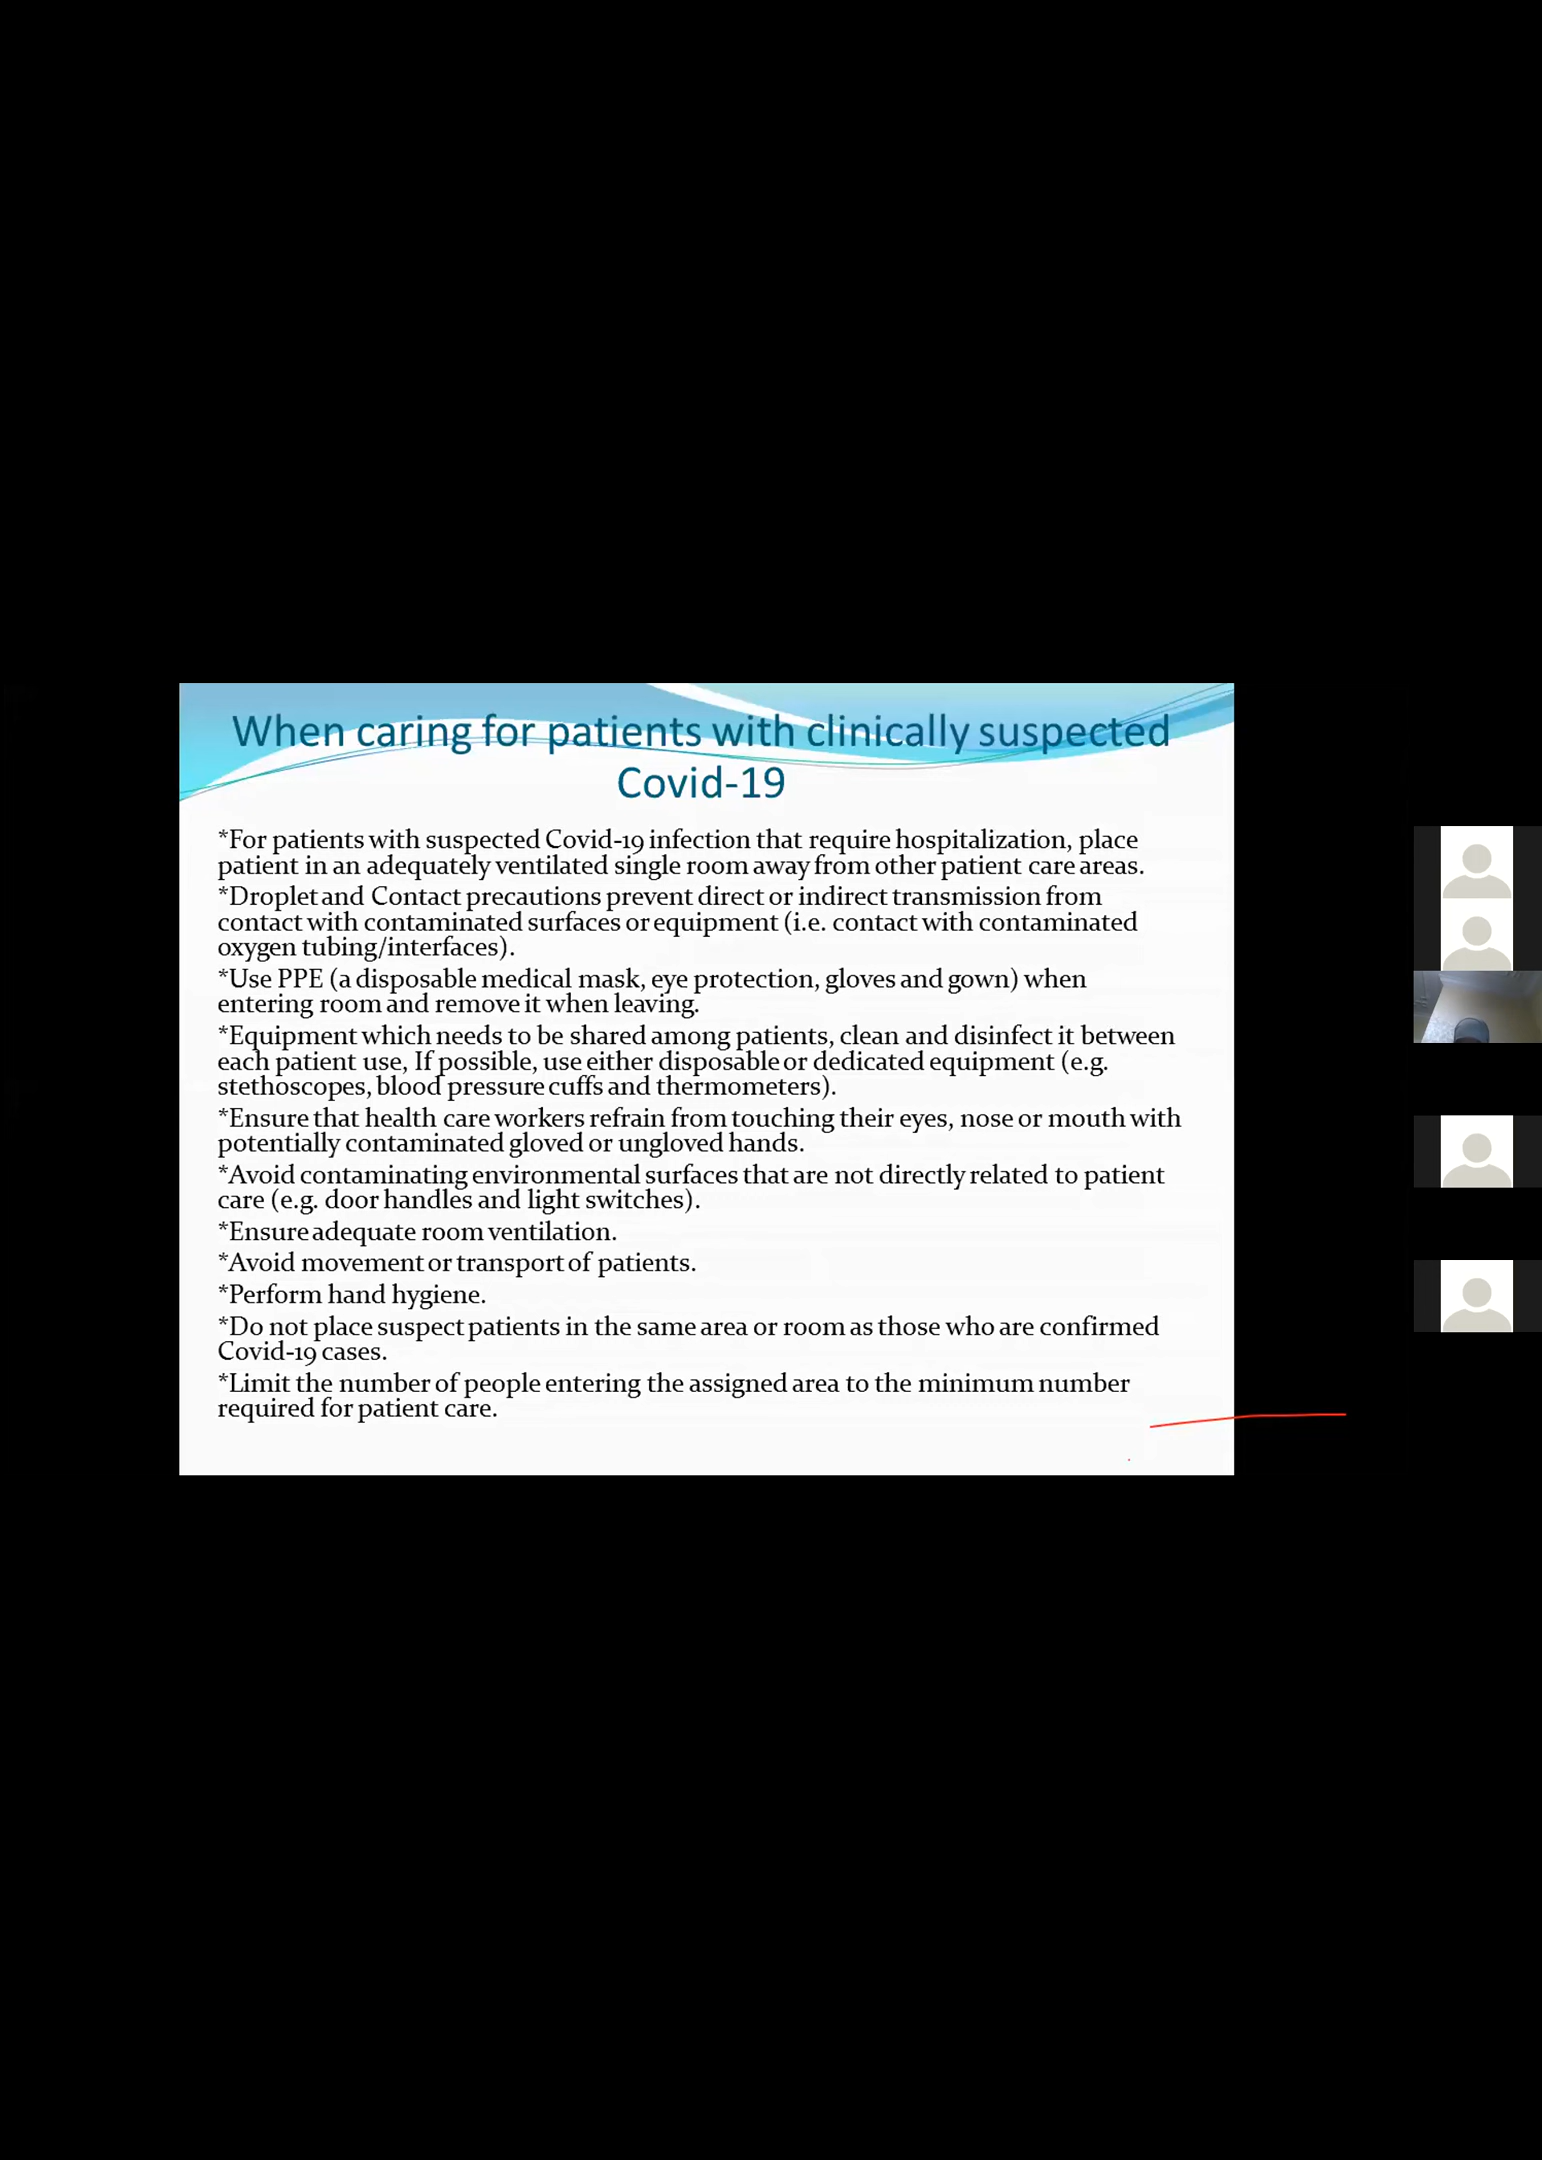 When caring for patients with clinically suspected
Covid-19
*For patients with suspected Covid-19 infection that require hospitalization, place
patient in an adequately ventilated single room away from other patient care areas.
*Droplet and Contact precautions prevent direct or indirect transmission from
contact with contaminated surfaces or equipment (i.e. contact with contaminated
oxygen tubing/interfaces).
*Use PPE (a disposable medical mask, eye protection, gloves and gown) when
entering room and remove it when leaving.
*Equipment which needs to be shared among patients, clean and disinfect it between
each patient use, If possible, use either disposable or dedicated equipment (e.g.
stethoscopes, blood pressure cuffs and thermometers).
*Ensure that health care workers refrain from touching their eyes, nose or mouth with
potentially contaminated gloved or ungloved hands.
*Avoid contaminating environmental surfaces that are not directly related to patient
care (e.g. door handles and light switches).
*Ensure adequate room ventilation.
*Avoid movement or transport of patients.
*Perform hand hygiene.
*Do not place suspect patients in the same area or room as those who are confirmed
Covid-19 cases.
*Limit the number of people entering the assigned area to the minimum number
required for patient care.